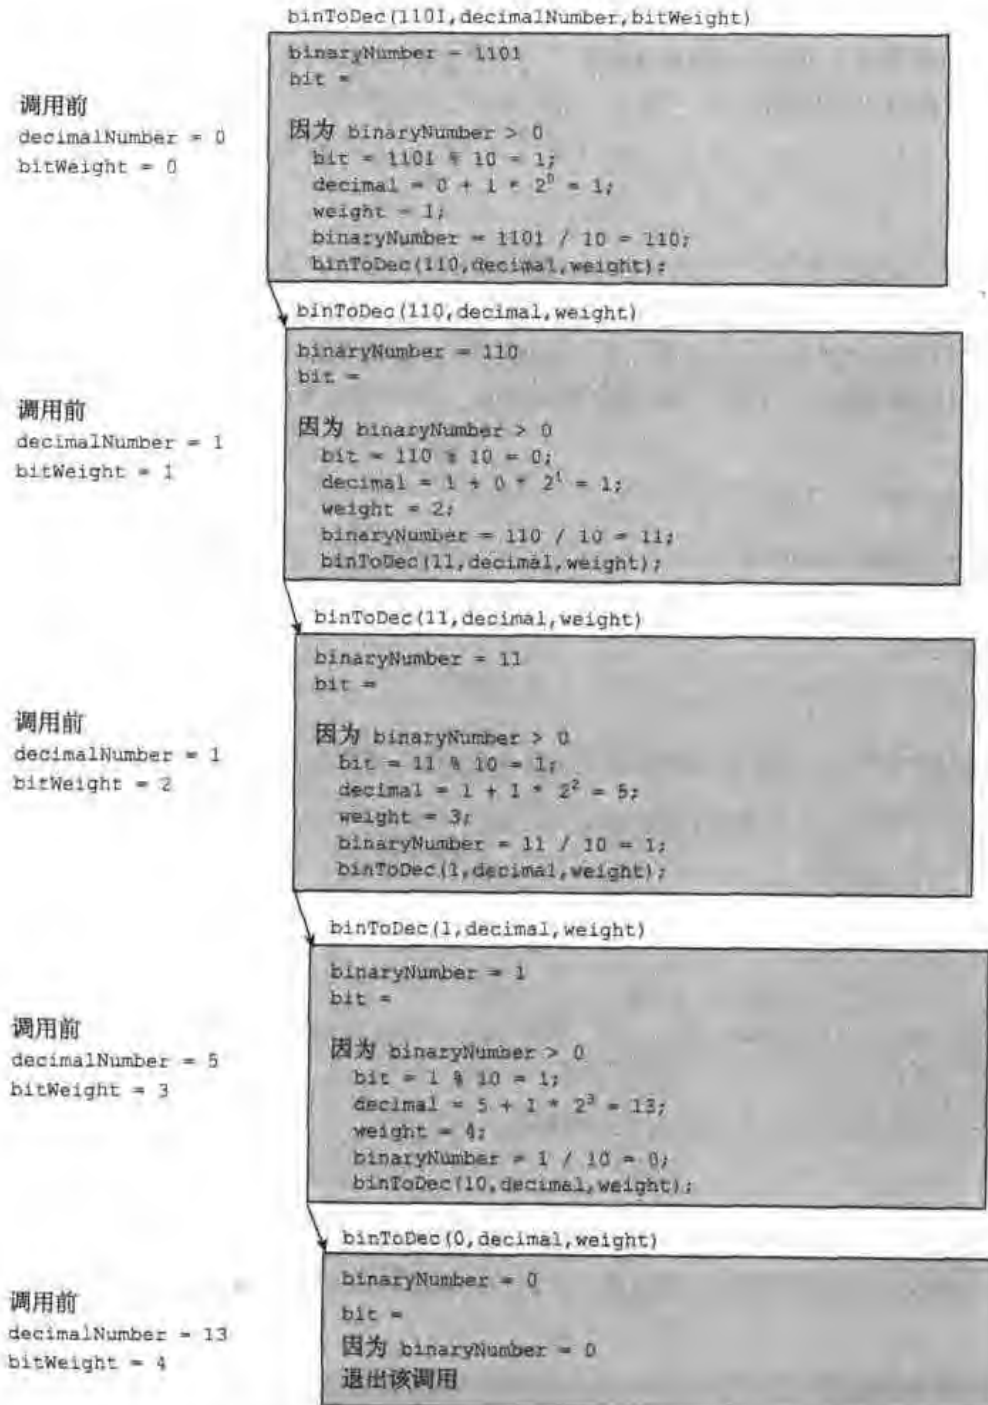 binToDec(1101,decimalNumber,bitWeight)
调用前
decimalNumber = 0
bitWeight = 0
binaryNumber = 1101
bit =
因为 binaryNumber > 0
bit = 1101 % 10 = 1;
decimal = 0 + 1 * 2⁰ = 1;
weight = 1;
binaryNumber = 1101 / 10 = 110;
binToDec(110,decimal,weight);
binToDec(110,decimal,weight)
调用前
decimalNumber = 1
bitWeight = 1
binaryNumber = 110
bit =
因为 binaryNumber > 0
bit = 110 % 10 = 0;
decimal = 1 + 0 * 2¹ = 1;
weight = 2;
binaryNumber = 110 / 10 = 11;
binToDec(11,decimal,weight);
binToDec(11,decimal,weight)
调用前
decimalNumber = 1
bitWeight = 2
binaryNumber = 11
bit =
因为 binaryNumber > 0
bit = 11 % 10 = 1;
decimal = 1 + 1 * 2² = 5;
weight = 3;
binaryNumber = 11 / 10 = 1;
binToDec(1,decimal,weight);
binToDec(1,decimal,weight)
调用前
decimalNumber = 5
bitWeight = 3
binaryNumber = 1
bit =
因为 binaryNumber > 0
bit = 1 % 10 = 1;
decimal = 5 + 1 * 2³ = 13;
weight = 4;
binaryNumber = 1 / 10 = 0;
binToDec(10,decimal,weight);
binToDec(0,decimal,weight)
调用前
decimalNumber = 13
bitWeight = 4
binaryNumber = 0
bit =
因为 binaryNumber = 0
退出该调用